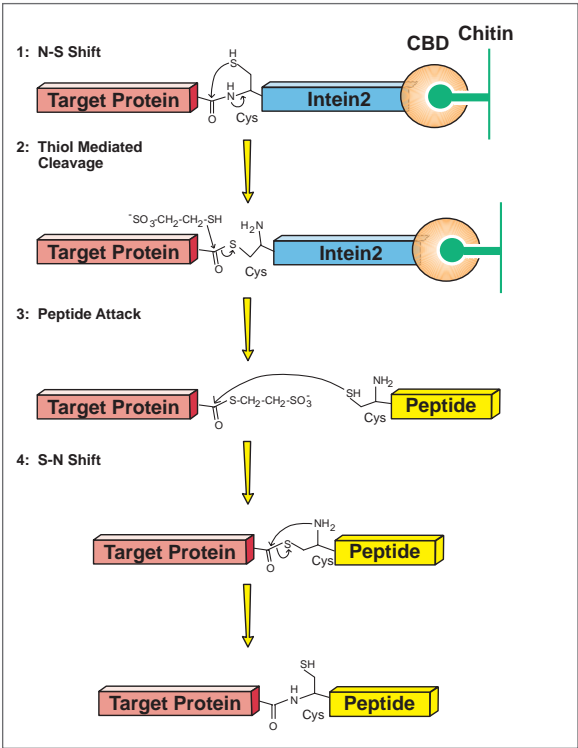 CBD Chitin
1: N-S Shift
H
S
Target Protein
H
N
O
Cys
Intein2
2: Thiol Mediated
Cleavage
⁻SO₃-CH₂-CH₂-SH
H₂N
Target Protein
S
O
Cys
Intein2
3: Peptide Attack
Target Protein
S-CH₂-CH₂-SO₃⁻
O
SH
NH₂
Cys
Peptide
4: S-N Shift
NH₂
Target Protein
S
O
Cys
Peptide
SH
Target Protein
H
N
O
Cys
Peptide